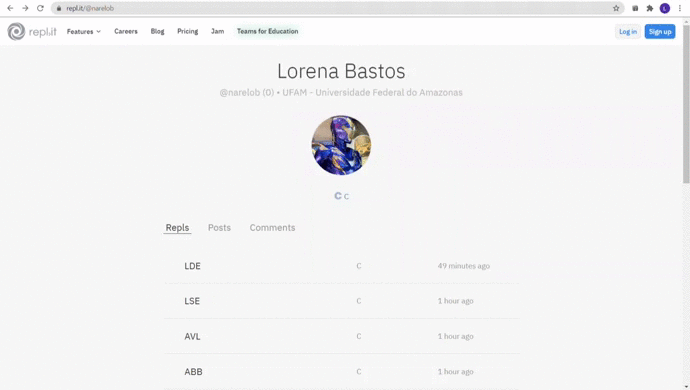 repl.it/@narelob
L
repl.it Features Careers Blog Pricing Jam Teams for Education Log in Sign up
Lorena Bastos
@narelob (0) • UFAM - Universidade Federal do Amazonas
C
Repls Posts Comments
LDE C 49 minutes ago
LSE C 1 hour ago
AVL C 1 hour ago
ABB C 1 hour ago